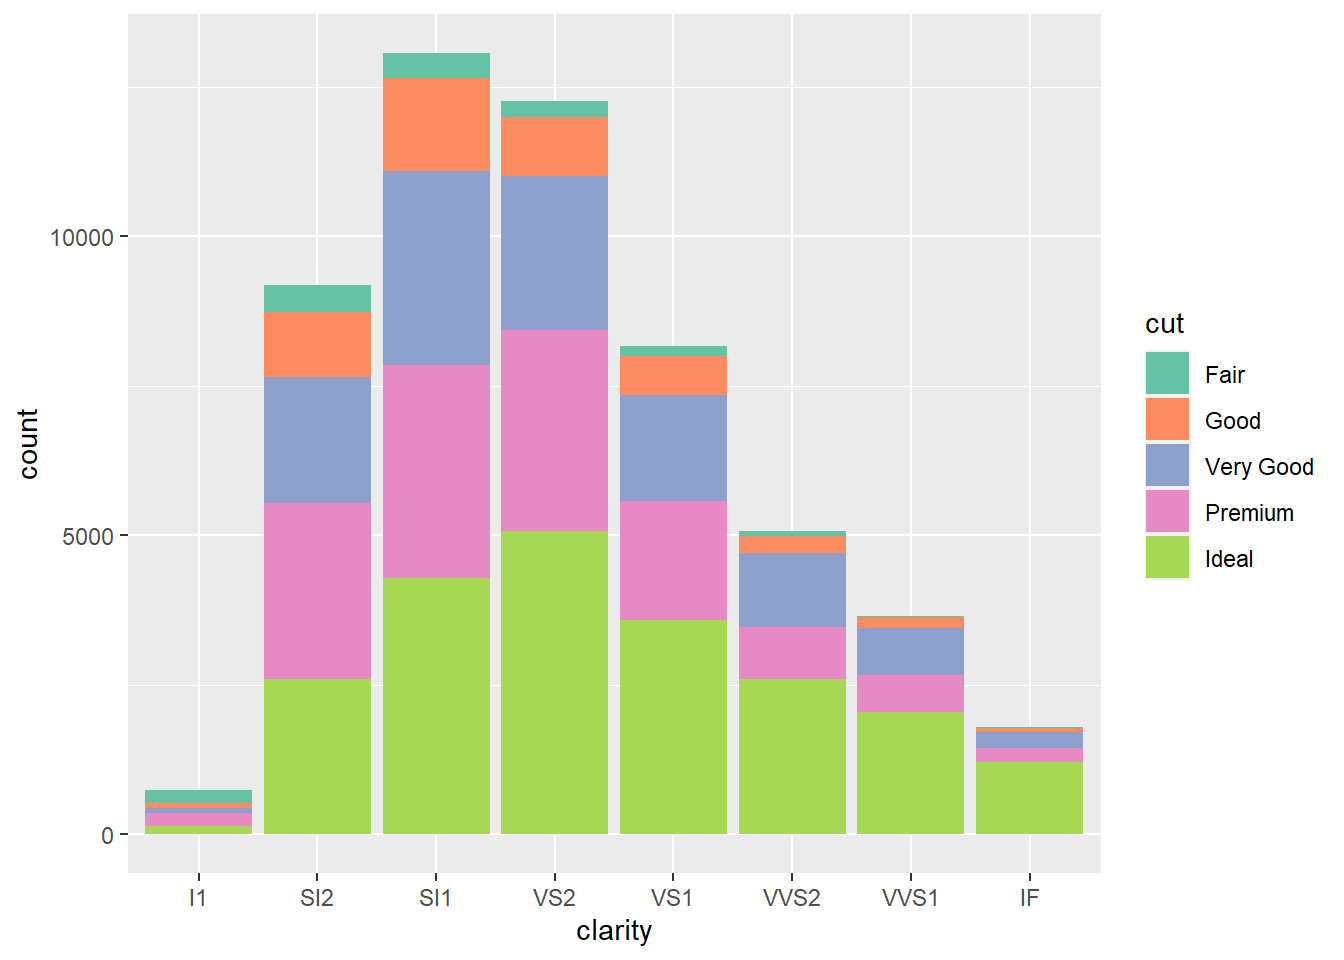 count
10000
5000
0
I1 SI2 SI1 VS2 VS1 VVS2 VVS1 IF
clarity
cut
Fair
Good
Very Good
Premium
Ideal